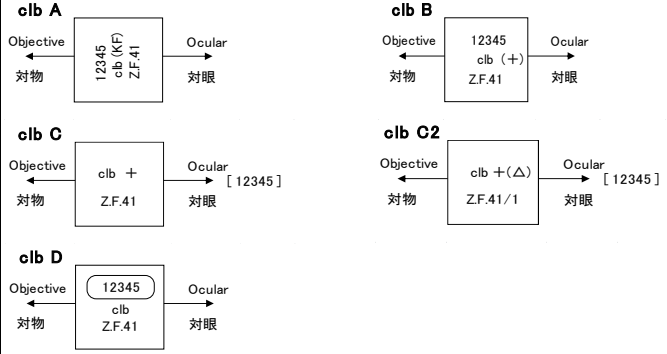 clb A
Objective
対物
12345
clb (KF)
Z.F.41
Ocular
対眼
clb B
Objective
対物
12345
clb (+)
Z.F.41
Ocular
対眼
clb C
Objective
対物
clb +
Z.F.41
Ocular
対眼
[12345]
clb C2
Objective
対物
clb +(△)
Z.F.41/1
Ocular
対眼
[12345]
clb D
Objective
対物
12345
clb
Z.F.41
Ocular
対眼